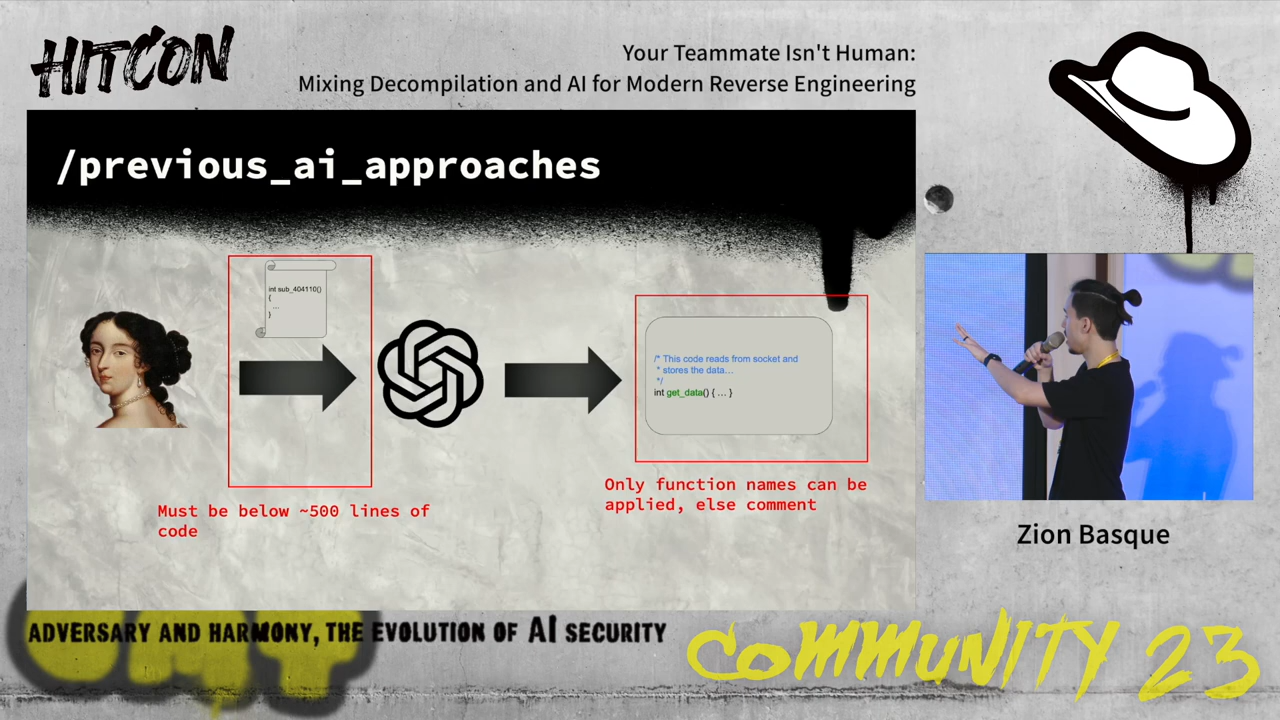 HITCON
Your Teammate Isn't Human:
Mixing Decompilation and AI for Modern Reverse Engineering
/previous_ai_approaches
int sub_404110()
{
...
}
/* This code reads from socket and
* stores the data...
*/
int get_data() { ... }
Must be below ~500 lines of
code
Only function names can be
applied, else comment
Zion Basque
ADVERSARY AND HARMONY, THE EVOLUTION OF AI SECURITY
COMMUNITY 23